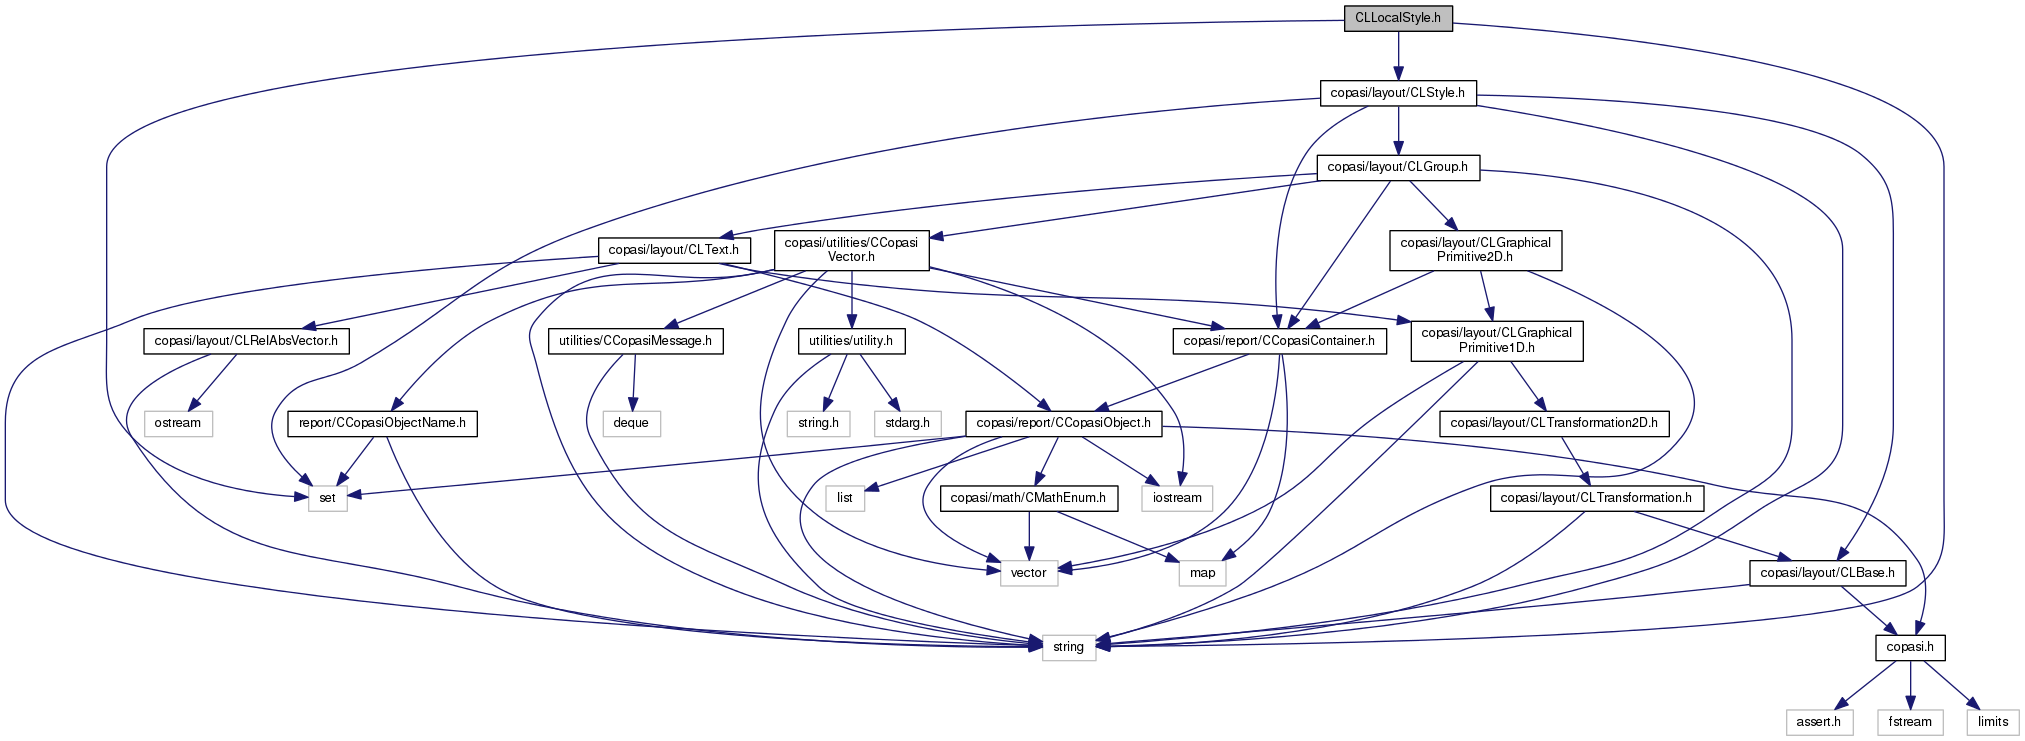 CLLocalStyle.h
copasi/layout/CLStyle.h
copasi/layout/CLGroup.h
copasi/layout/CLText.h
copasi/utilities/CCopasi
Vector.h
copasi/layout/CLGraphical
Primitive2D.h
copasi/layout/CLRelAbsVector.h
utilities/CCopasiMessage.h
utilities/utility.h
copasi/report/CCopasiContainer.h
copasi/layout/CLGraphical
Primitive1D.h
ostream
report/CCopasiObjectName.h
deque
string.h
stdarg.h
copasi/report/CCopasiObject.h
copasi/layout/CLTransformation2D.h
set
list
copasi/math/CMathEnum.h
iostream
copasi/layout/CLTransformation.h
vector
map
copasi/layout/CLBase.h
string
copasi.h
assert.h
fstream
limits